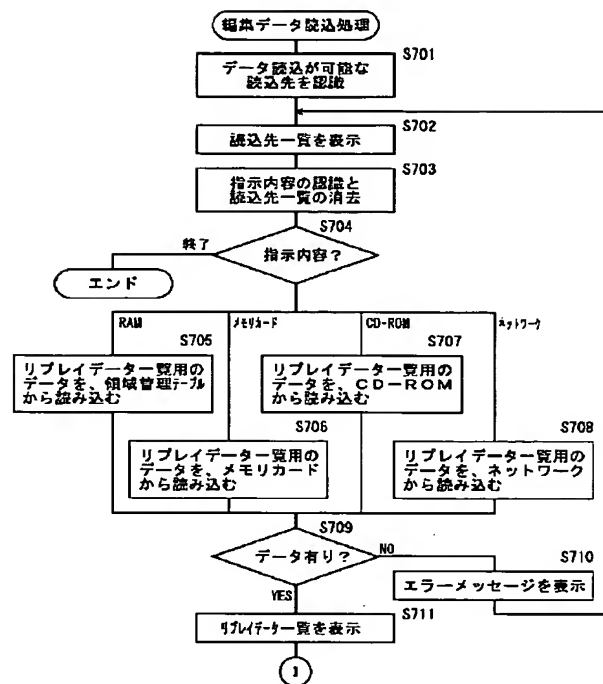 編集データ読込処理
S701
データ読込が可能な
読込先を認識
S702
読込先一覧を表示
S703
指示内容の認識と
読込先一覧の消去
S704
終了
指示内容?
エンド
RAM
メモリカード
CD-ROM
ネットワーク
S705
リプレイデータ一覧用の
データを、領域管理テーブル
から読み込む
S707
リプレイデータ一覧用の
データを、CD-ROM
から読み込む
S706
リプレイデータ一覧用の
データを、メモリカード
から読み込む
S708
リプレイデータ一覧用の
データを、ネットワーク
から読み込む
S709
データ有り?
NO
S710
エラーメッセージを表示
YES
S711
リプレイデータ一覧を表示
1